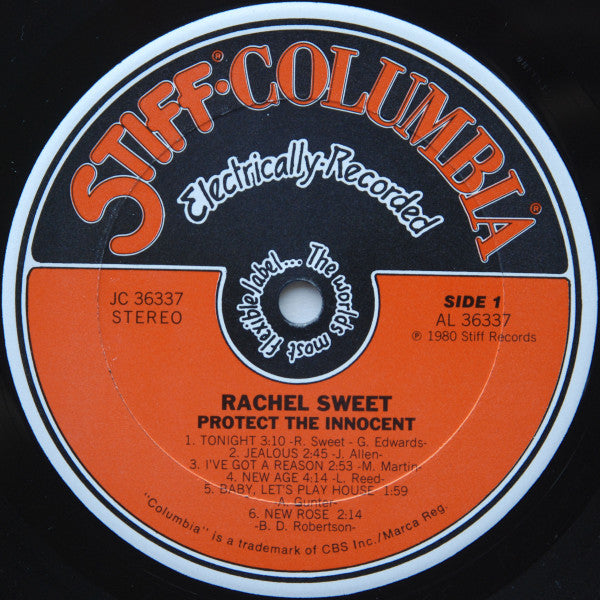 STIFF®·COLUMBIA®
Electrically·Recorded
The worlds most flexible label...
JC 36337
STEREO
SIDE 1
AL 36337
℗ 1980 Stiff Records
RACHEL SWEET
PROTECT THE INNOCENT
1. TONIGHT 3:10 -R. Sweet - G. Edwards-
2. JEALOUS 2:45 -J. Allen-
3. I'VE GOT A REASON 2:53 -M. Martin-
4. NEW AGE 4:14 -L. Reed-
5. BABY, LET'S PLAY HOUSE 1:59
A. Gunter-
6. NEW ROSE 2:14
-B. D. Robertson-
"Columbia" is a trademark of CBS Inc./Marca Reg.